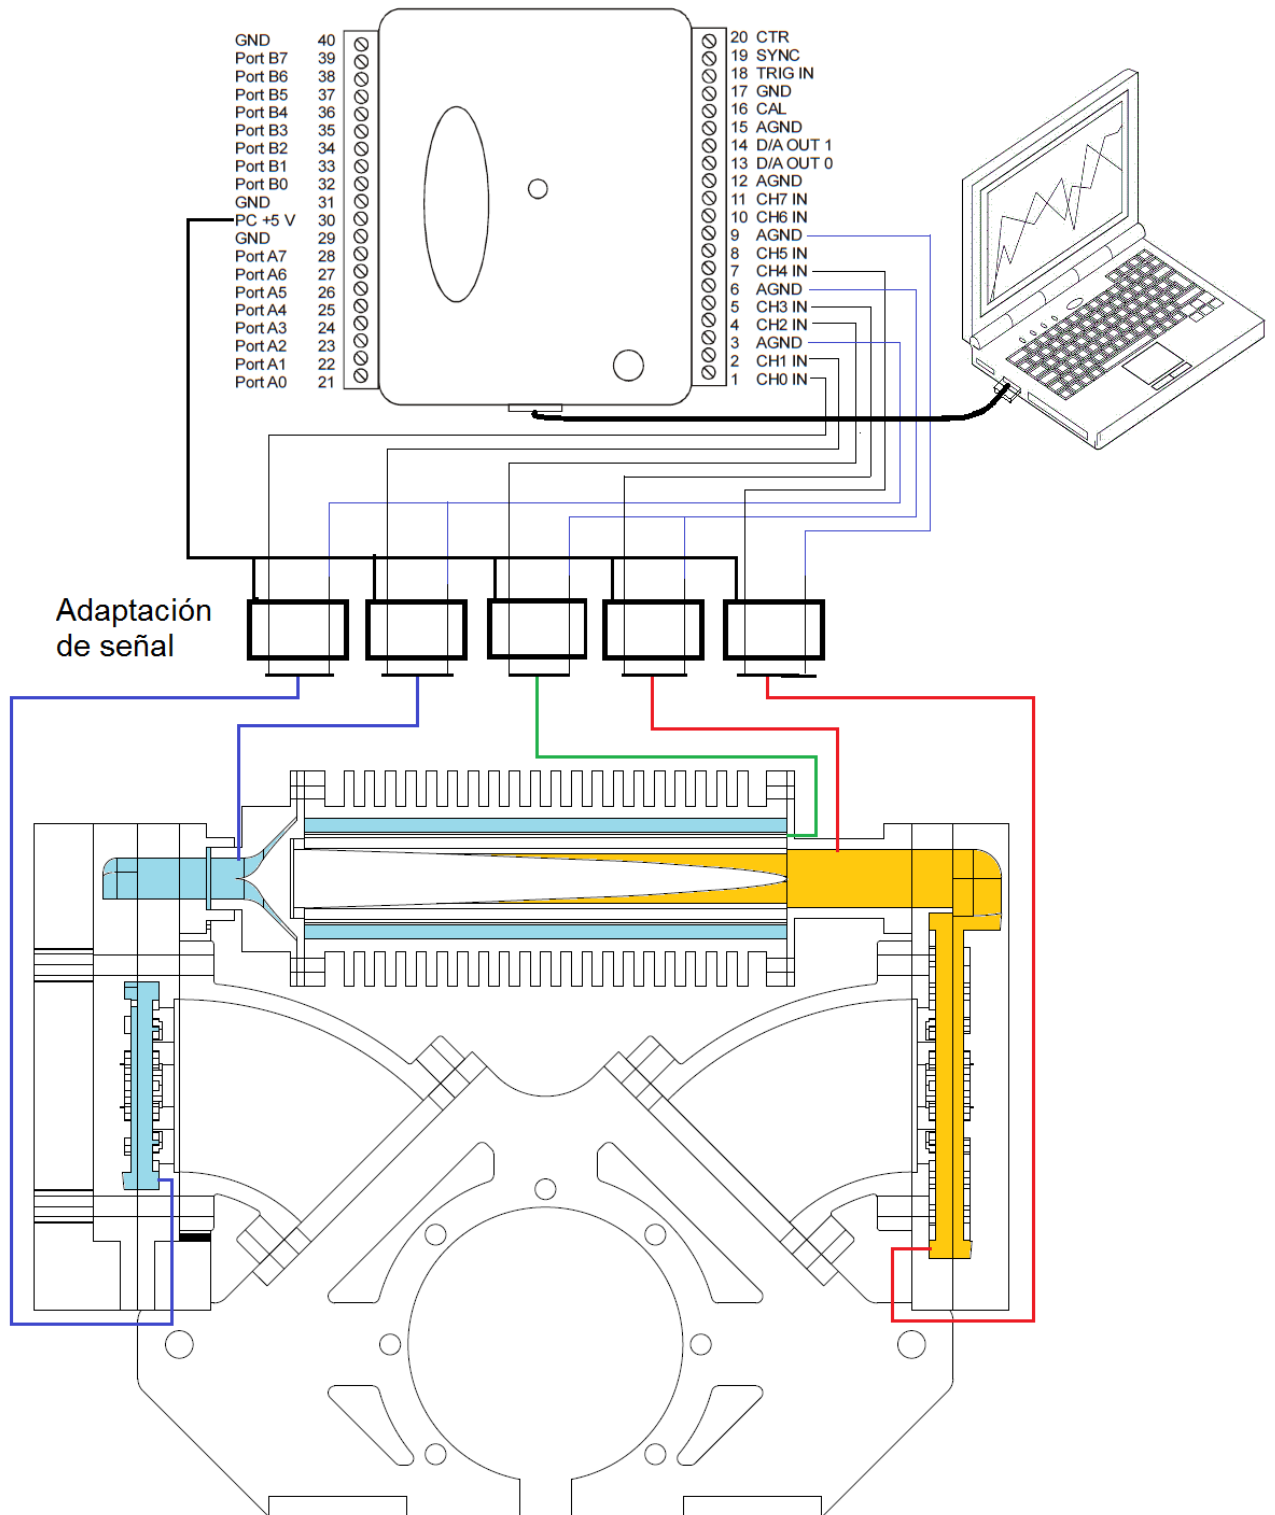 GND 40
Port B7 39
Port B6 38
Port B5 37
Port B4 36
Port B3 35
Port B2 34
Port B1 33
Port B0 32
GND 31
PC +5 V 30
GND 29
Port A7 28
Port A6 27
Port A5 26
Port A4 25
Port A3 24
Port A2 23
Port A1 22
Port A0 21
20 CTR
19 SYNC
18 TRIG IN
17 GND
16 CAL
15 AGND
14 D/A OUT 1
13 D/A OUT 0
12 AGND
11 CH7 IN
10 CH6 IN
9 AGND
8 CH5 IN
7 CH4 IN
6 AGND
5 CH3 IN
4 CH2 IN
3 AGND
2 CH1 IN
1 CH0 IN
Adaptación
de señal